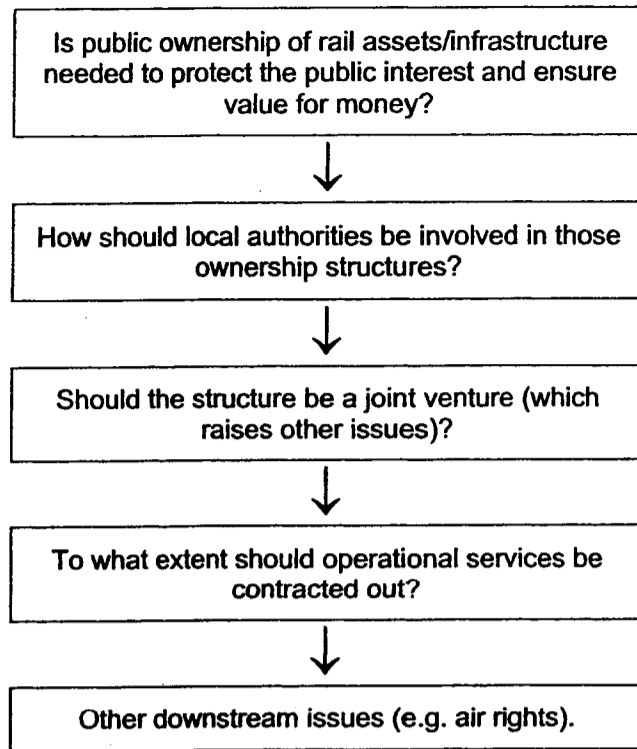 Is public ownership of rail assets/infrastructure
needed to protect the public interest and ensure
value for money?
How should local authorities be involved in those
ownership structures?
Should the structure be a joint venture (which
raises other issues)?
To what extent should operational services be
contracted out?
Other downstream issues (e.g. air rights).